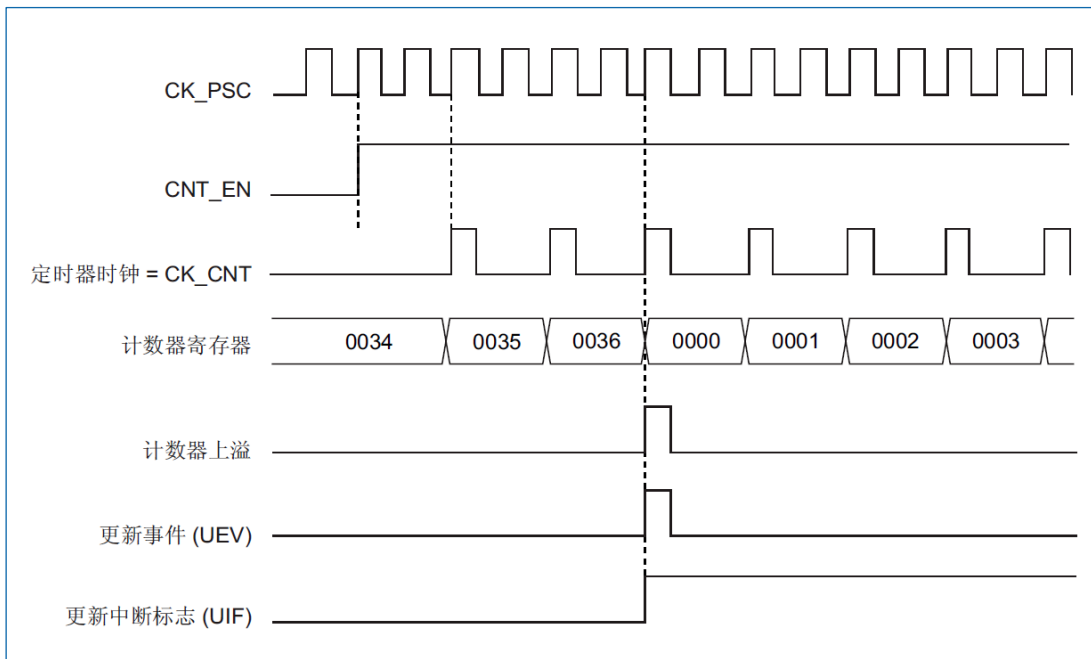 CK_PSC
CNT_EN
定时器时钟 = CK_CNT
计数器寄存器 0034 0035 0036 0000 0001 0002 0003
计数器上溢
更新事件 (UEV)
更新中断标志 (UIF)